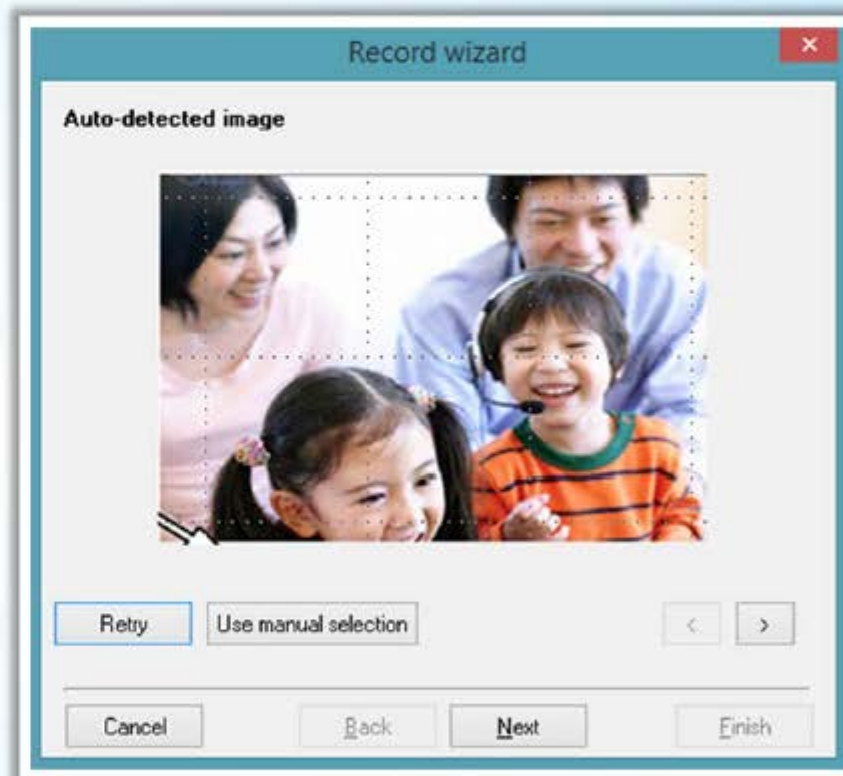 Record wizard
Auto-detected image
Retry Use manual selection < >
Cancel Back Next Finish